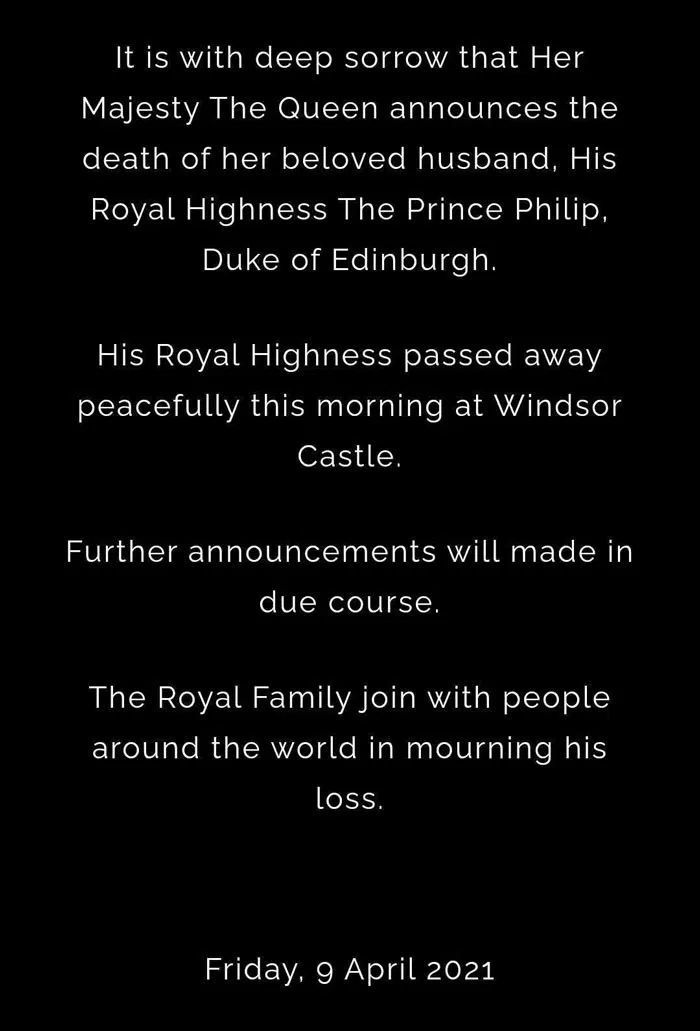 It is with deep sorrow that Her
Majesty The Queen announces the
death of her beloved husband, His
Royal Highness The Prince Philip,
Duke of Edinburgh.
His Royal Highness passed away
peacefully this morning at Windsor
Castle.
Further announcements will made in
due course.
The Royal Family join with people
around the world in mourning his
loss.
Friday, 9 April 2021